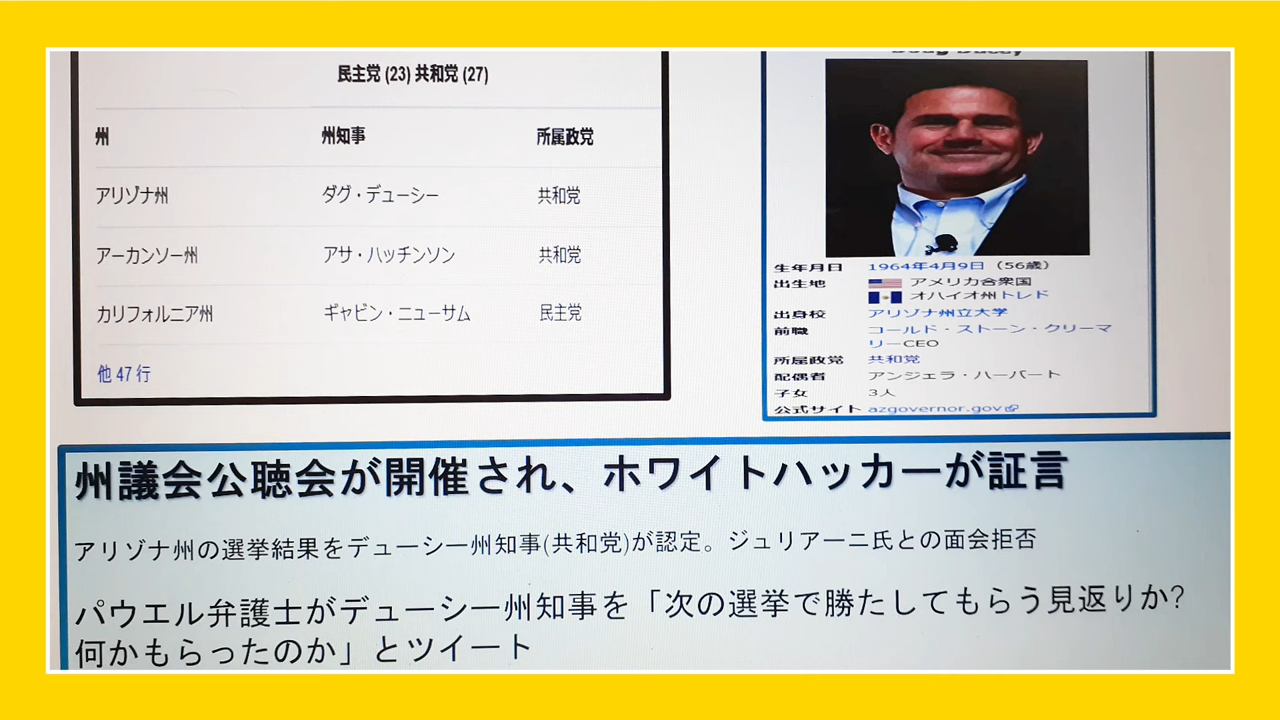 民主党 (23) 共和党 (27)
州 州知事 所属政党
アリゾナ州 ダグ・デューシー 共和党
アーカンソー州 アサ・ハッチンソン 共和党
カリフォルニア州 ギャビン・ニューサム 民主党
他 47 行
Doug Ducey
生年月日 1964年4月9日 (56歳)
出生地 アメリカ合衆国
オハイオ州トレド
出身校 アリゾナ州立大学
前職 コールド・ストーン・クリーマ
リーCEO
所属政党 共和党
配偶者 アンジェラ・ハーバート
子女 3人
公式サイト azgovernor.gov
州議会公聴会が開催され、ホワイトハッカーが証言
アリゾナ州の選挙結果をデューシー州知事(共和党)が認定。ジュリアーニ氏との面会拒否
パウエル弁護士がデューシー州知事を「次の選挙で勝たしてもらう見返りか?
何かもらったのか」とツイート